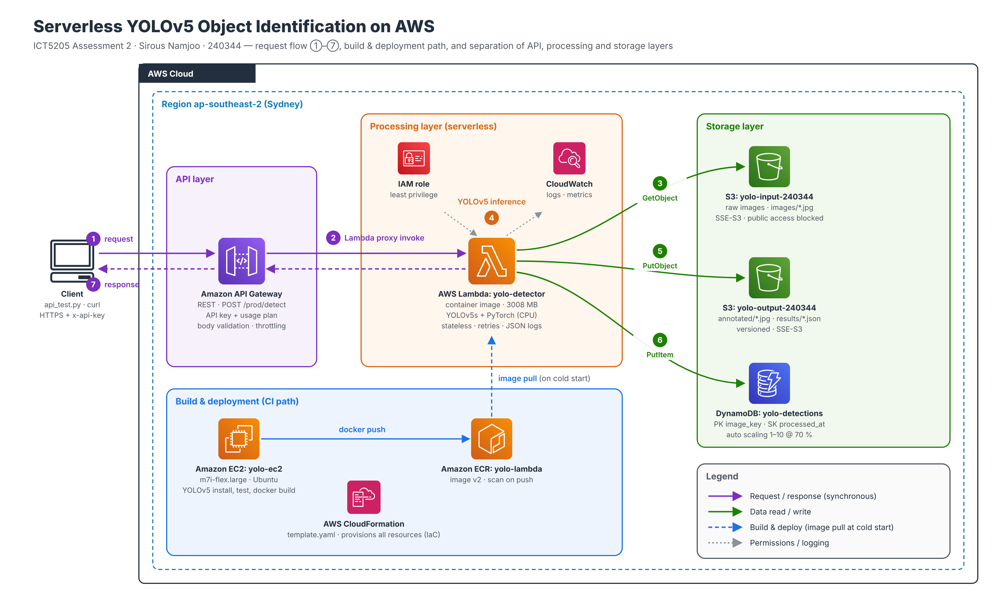 Serverless YOLOv5 Object Identification on AWS
ICT5205 Assessment 2 · Sirous Namjoo · 240344 — request flow ①–⑦, build & deployment path, and separation of API, processing and storage layers
AWS Cloud
Region ap-southeast-2 (Sydney)
1 request
7 response
Client
api_test.py · curl
HTTPS + x-api-key
API layer
Amazon API Gateway
REST · POST /prod/detect
API key + usage plan
body validation · throttling
2 Lambda proxy invoke
Processing layer (serverless)
IAM role
least privilege
CloudWatch
logs · metrics
YOLOv5 inference
4
AWS Lambda: yolo-detector
container image · 3008 MB
YOLOv5s + PyTorch (CPU)
stateless · retries · JSON logs
3
GetObject
5
PutObject
6
PutItem
Storage layer
S3: yolo-input-240344
raw images · images/*.jpg
SSE-S3 · public access blocked
S3: yolo-output-240344
annotated/*.jpg · results/*.json
versioned · SSE-S3
DynamoDB: yolo-detections
PK image_key · SK processed_at
auto scaling 1–10 @ 70 %
image pull (on cold start)
Build & deployment (CI path)
docker push
Amazon EC2: yolo-ec2
m7i-flex.large · Ubuntu
YOLOv5 install, test, docker build
Amazon ECR: yolo-lambda
image v2 · scan on push
AWS CloudFormation
template.yaml · provisions all resources (IaC)
Legend
Request / response (synchronous)
Data read / write
Build & deploy (image pull at cold start)
Permissions / logging